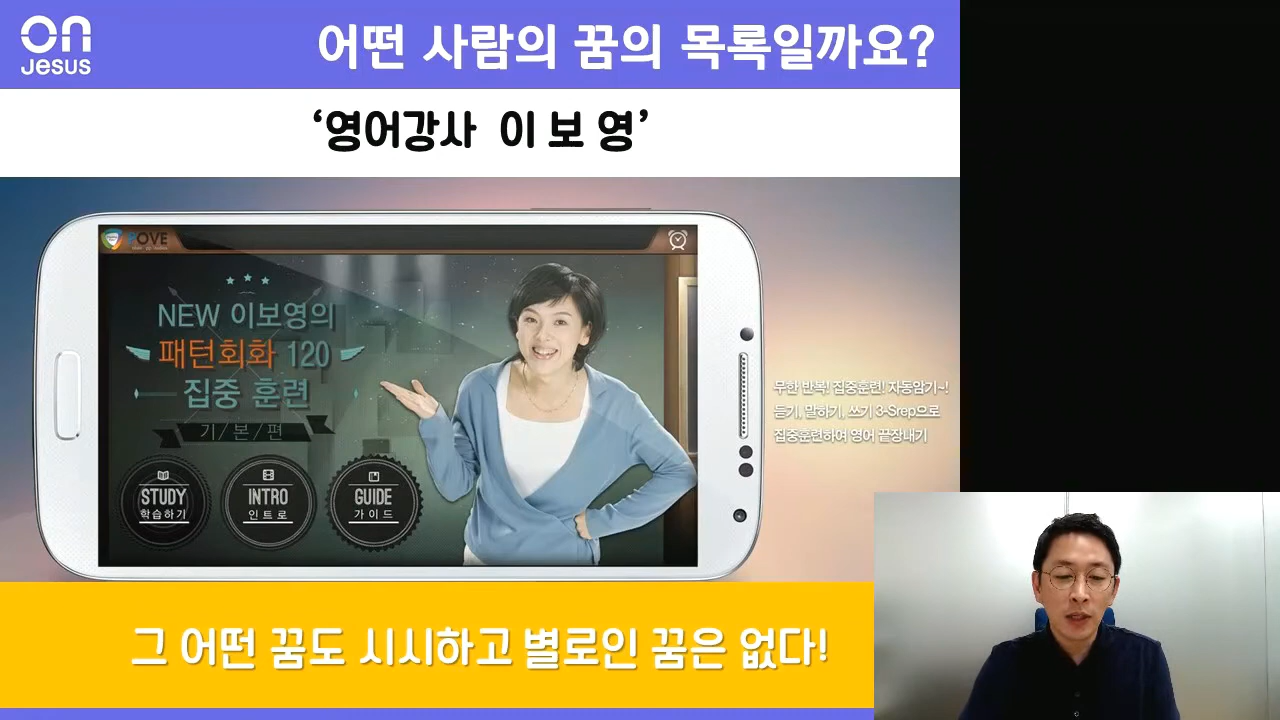 on
Jesus
어떤 사람의 꿈의 목록일까요?
‘영어강사 이 보 영’
POVE
NEW 이보영의
패턴회화 120
집중 훈련
기/본/편
STUDY
학습하기
INTRO
인트로
GUIDE
가이드
무한 반복! 집중훈련! 자동암기~!
듣기, 말하기, 쓰기 3-Srep으로
집중훈련하여 영어 끝장내기
그 어떤 꿈도 시시하고 별로인 꿈은 없다!